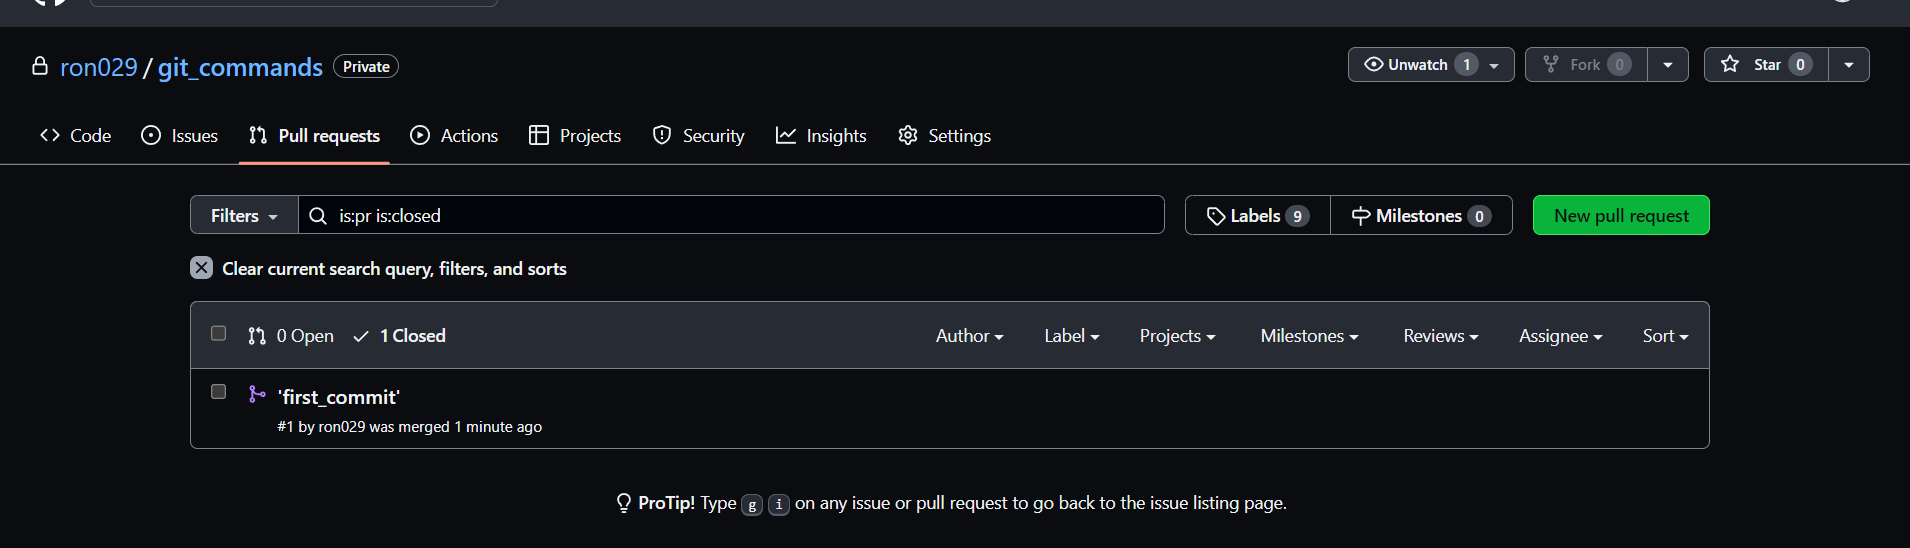 ron029 / git_commands Private
Unwatch 1 Fork 0 Star 0
Code Issues Pull requests Actions Projects Security Insights Settings
Filters is:pr is:closed Labels 9 Milestones 0 New pull request
Clear current search query, filters, and sorts
0 Open 1 Closed Author Label Projects Milestones Reviews Assignee Sort
'first_commit'
#1 by ron029 was merged 1 minute ago
ProTip! Type g i on any issue or pull request to go back to the issue listing page.